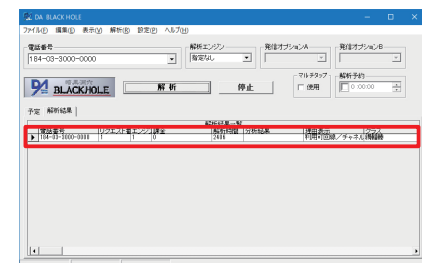 DA BLACK HOLE
ファイル(F) 編集(E) 表示(V) 解析(R) 設定(P) ヘルプ(H)
電話番号 解析エンジン 発信オプションA 発信オプションB
184-03-3000-0000 指定なし
マルチタップ 解析予約
BLACKHOLE 解 析 停止 使用 0:00:00
予定 解析結果
解析結果一覧
電話番号 リクエスト番 エンジン 課金 解析時間 分析結果 理由表示 クラス
184-03-3000-0000 1 1 0 2406 利用可回線/チャネル